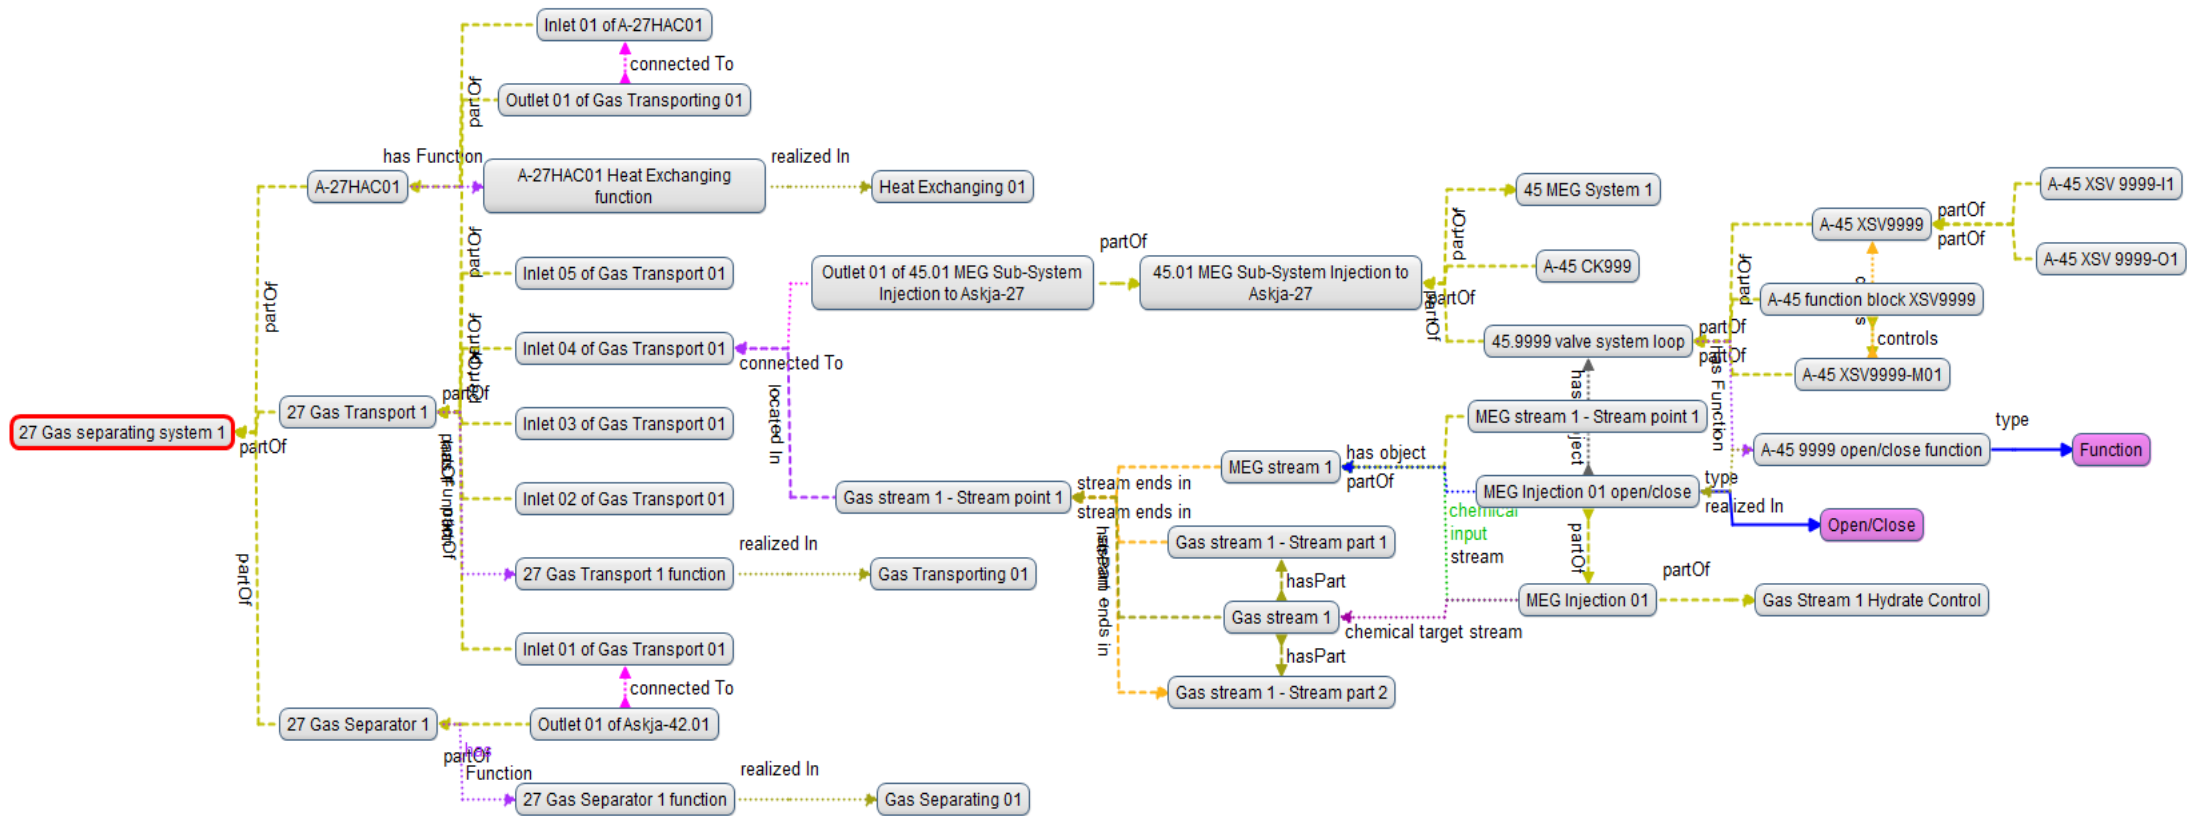 Inlet 01 of A-27HAC01
connected To
partOf
Outlet 01 of Gas Transporting 01
has Function
realized In
A-27HAC01
A-27HAC01 Heat Exchanging
function
Heat Exchanging 01
45 MEG System 1
A-45 XSV 9999-I1
partOf
A-45 XSV9999
partOf
partOf
A-45 XSV 9999-O1
partOf
partOf
partOf
Inlet 05 of Gas Transport 01
Outlet 01 of 45.01 MEG Sub-System
Injection to Askja-27
45.01 MEG Sub-System Injection to
Askja-27
A-45 CK999
partOf
partOf
partOf
A-45 function block XSV9999
controls
partOf
Inlet 04 of Gas Transport 01
connected To
located In
45.9999 valve system loop
partOf
partOf
has Function
A-45 XSV9999-M01
partOf
27 Gas Transport 1
partOf
27 Gas separating system 1
partOf
Inlet 03 of Gas Transport 01
MEG stream 1 - Stream point 1
type
A-45 9999 open/close function
Function
MEG stream 1
has object
partOf
stream ends in
stream ends in
Gas stream 1 - Stream point 1
Inlet 02 of Gas Transport 01
MEG Injection 01 open/close
type
realized In
Open/Close
chemical
input
stream
Gas stream 1 - Stream part 1
partOf
hasPart
realized In
27 Gas Transport 1 function
Gas Transporting 01
partOf
MEG Injection 01
partOf
Gas Stream 1 Hydrate Control
Gas stream 1
chemical target stream
hasPart
Inlet 01 of Gas Transport 01
connected To
Gas stream 1 - Stream part 2
27 Gas Separator 1
Outlet 01 of Askja-42.01
partOf
has
Function
realized In
27 Gas Separator 1 function
Gas Separating 01